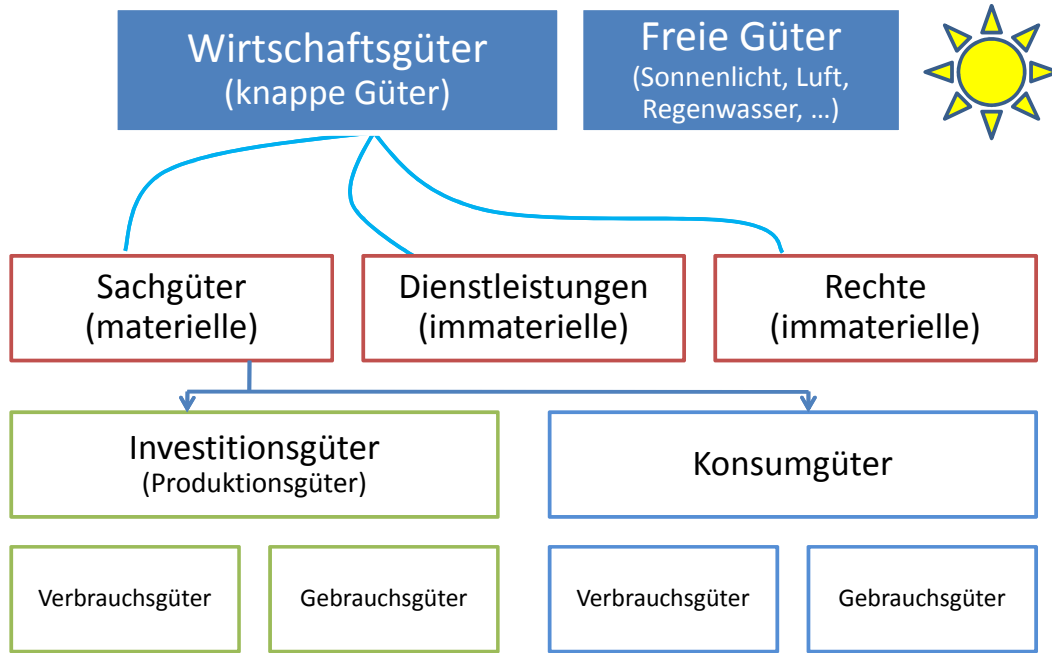 Wirtschaftsgüter
(knappe Güter)
Freie Güter
(Sonnenlicht, Luft,
Regenwasser, ...)
Sachgüter
(materielle)
Dienstleistungen
(immaterielle)
Rechte
(immaterielle)
Investitionsgüter
(Produktionsgüter)
Konsumgüter
Verbrauchsgüter
Gebrauchsgüter
Verbrauchsgüter
Gebrauchsgüter